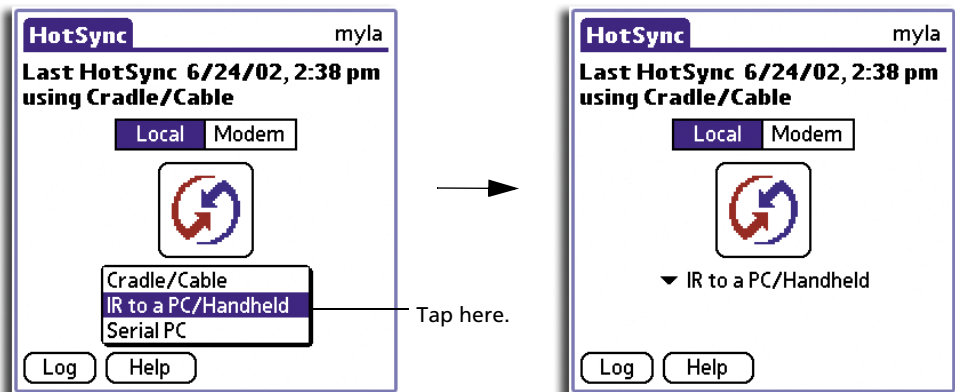 HotSync myla
Last HotSync 6/24/02, 2:38 pm
using Cradle/Cable
Local Modem
Cradle/Cable
IR to a PC/Handheld
Serial PC
Log Help
Tap here.
HotSync myla
Last HotSync 6/24/02, 2:38 pm
using Cradle/Cable
Local Modem
IR to a PC/Handheld
Log Help